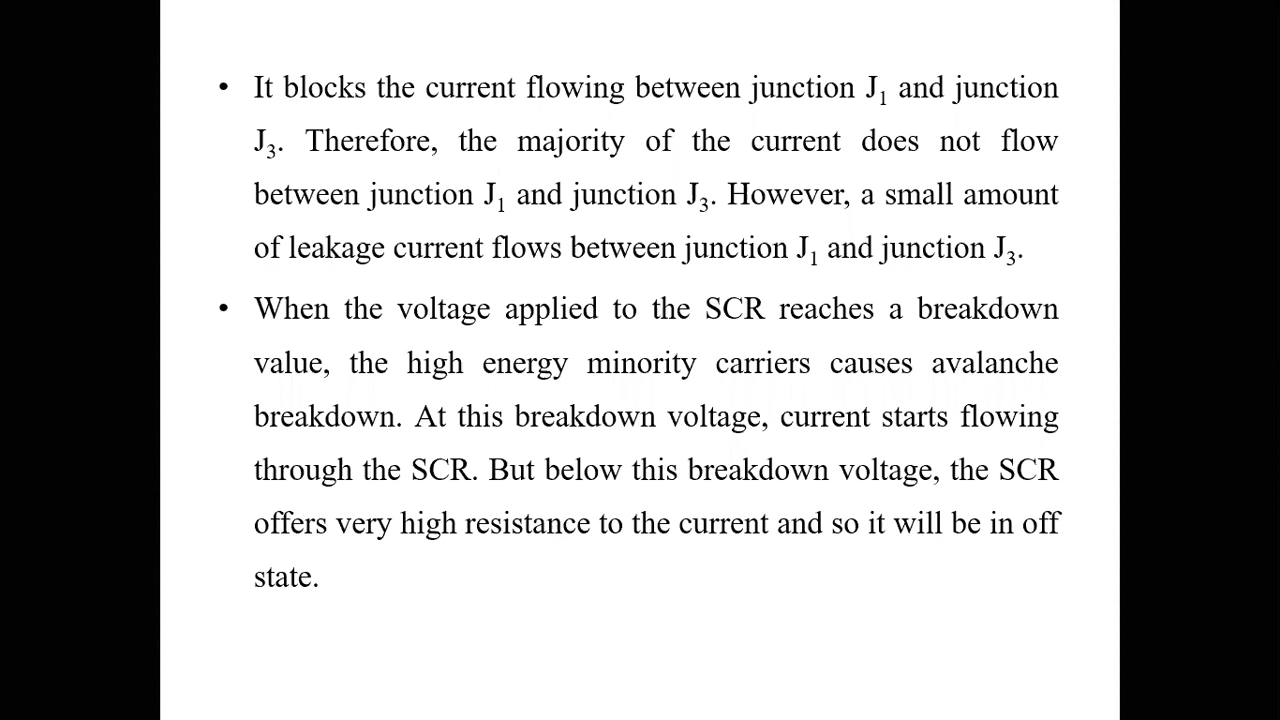 • It blocks the current flowing between junction J₁ and junction
J₃. Therefore, the majority of the current does not flow
between junction J₁ and junction J₃. However, a small amount
of leakage current flows between junction J₁ and junction J₃.
• When the voltage applied to the SCR reaches a breakdown
value, the high energy minority carriers causes avalanche
breakdown. At this breakdown voltage, current starts flowing
through the SCR. But below this breakdown voltage, the SCR
offers very high resistance to the current and so it will be in off
state.